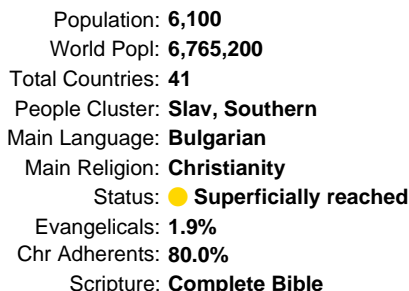 Population: 6,100
World Popl: 6,765,200
Total Countries: 41
People Cluster: Slav, Southern
Main Language: Bulgarian
Main Religion: Christianity
Status: Superficially reached
Evangelicals: 1.9%
Chr Adherents: 80.0%
Scripture: Complete Bible